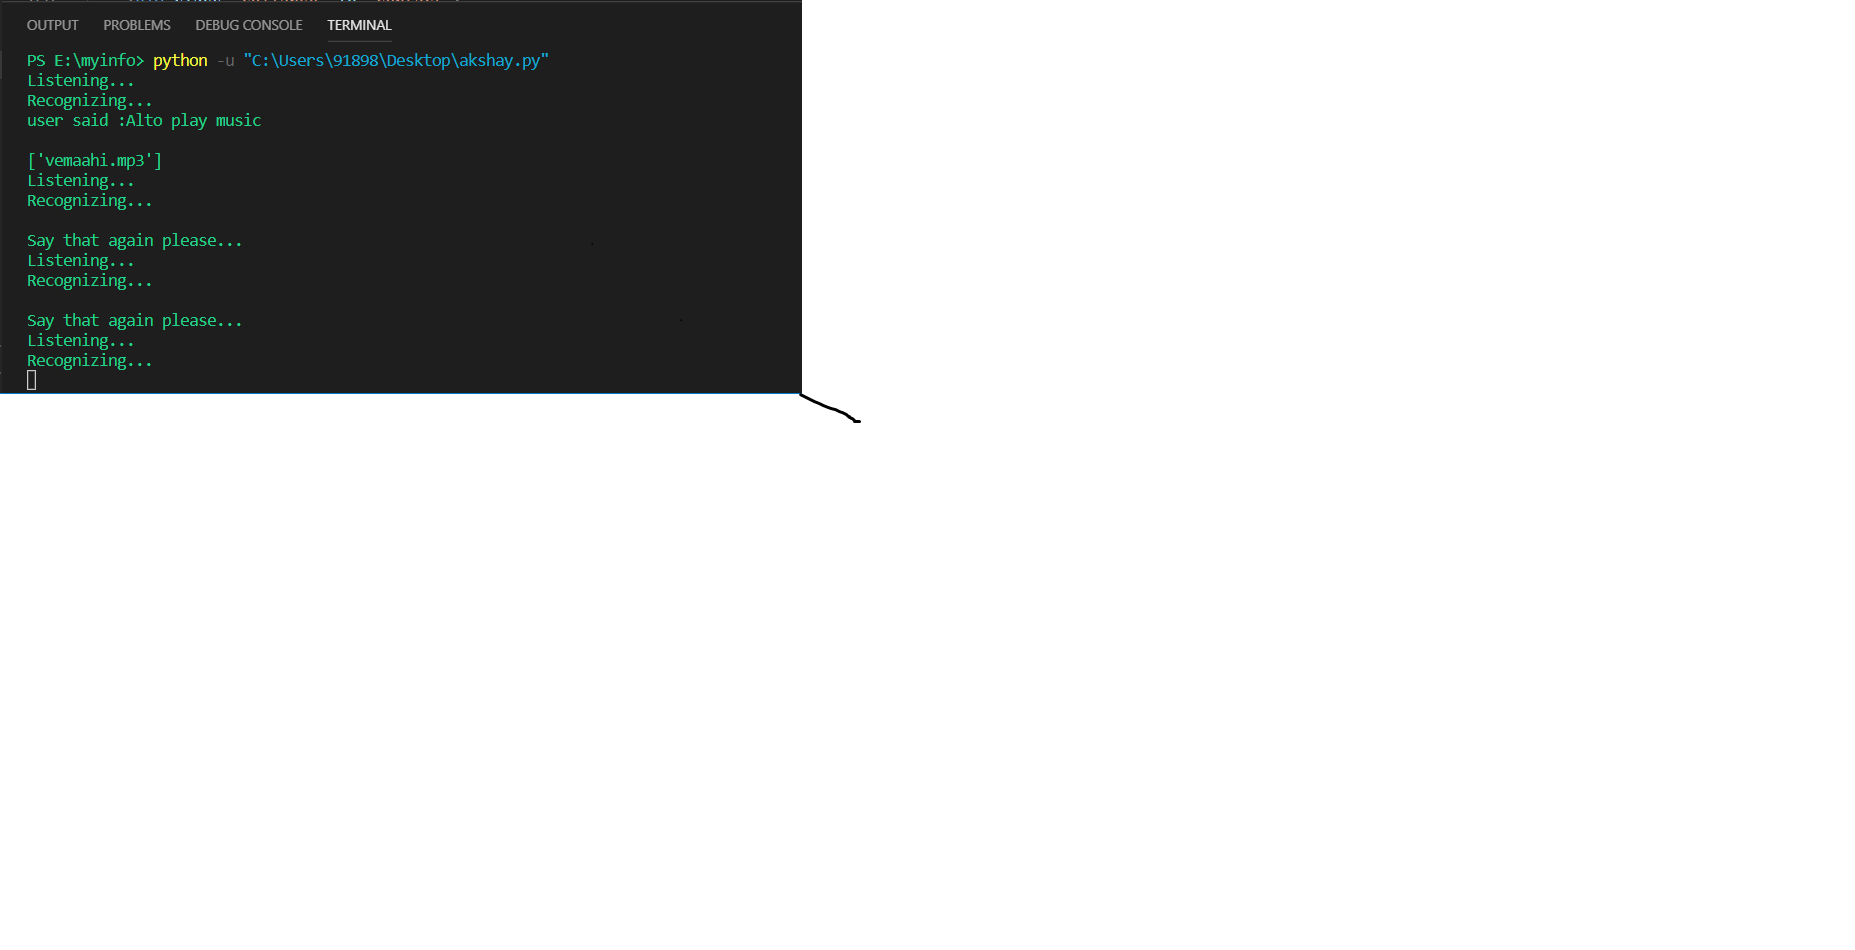 OUTPUT PROBLEMS DEBUG CONSOLE TERMINAL
PS E:\myinfo> python -u "C:\Users\91898\Desktop\akshay.py"
Listening...
Recognizing...
user said :Alto play music
['vemaahi.mp3']
Listening...
Recognizing...
Say that again please...
Listening...
Recognizing...
Say that again please...
Listening...
Recognizing...